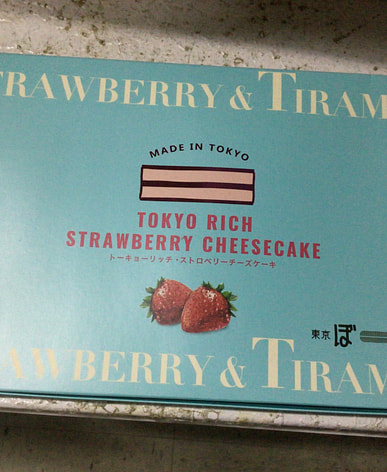 TRAWBERRY & TIRAM
MADE IN TOKYO
TOKYO RICH
STRAWBERRY CHEESECAKE
トーキョーリッチ・ストロベリーチーズケーキ
東京 ぼ
AWBERRY & TIRAM